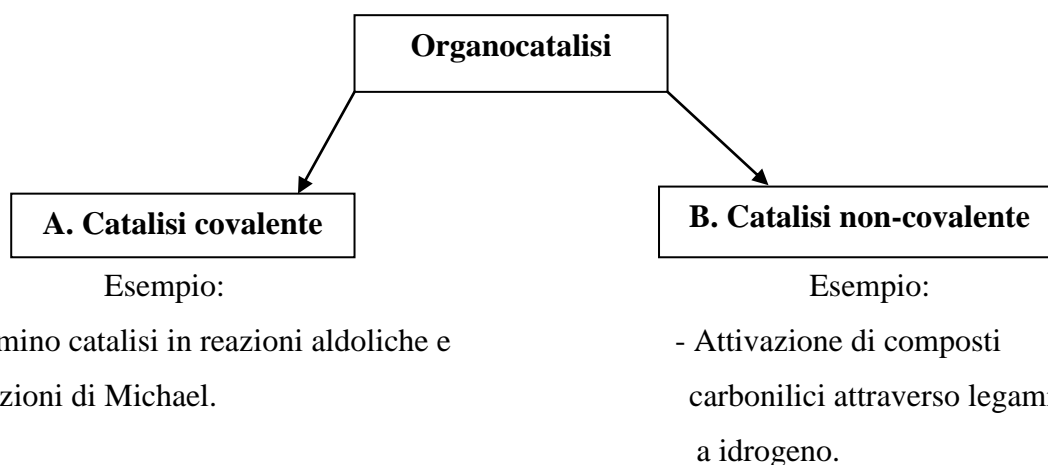 Organocatalisi
A. Catalisi covalente
Esempio:
mino catalisi in reazioni aldoliche e
zioni di Michael.
B. Catalisi non-covalente
Esempio:
- Attivazione di composti
carbonilici attraverso legam
a idrogeno.